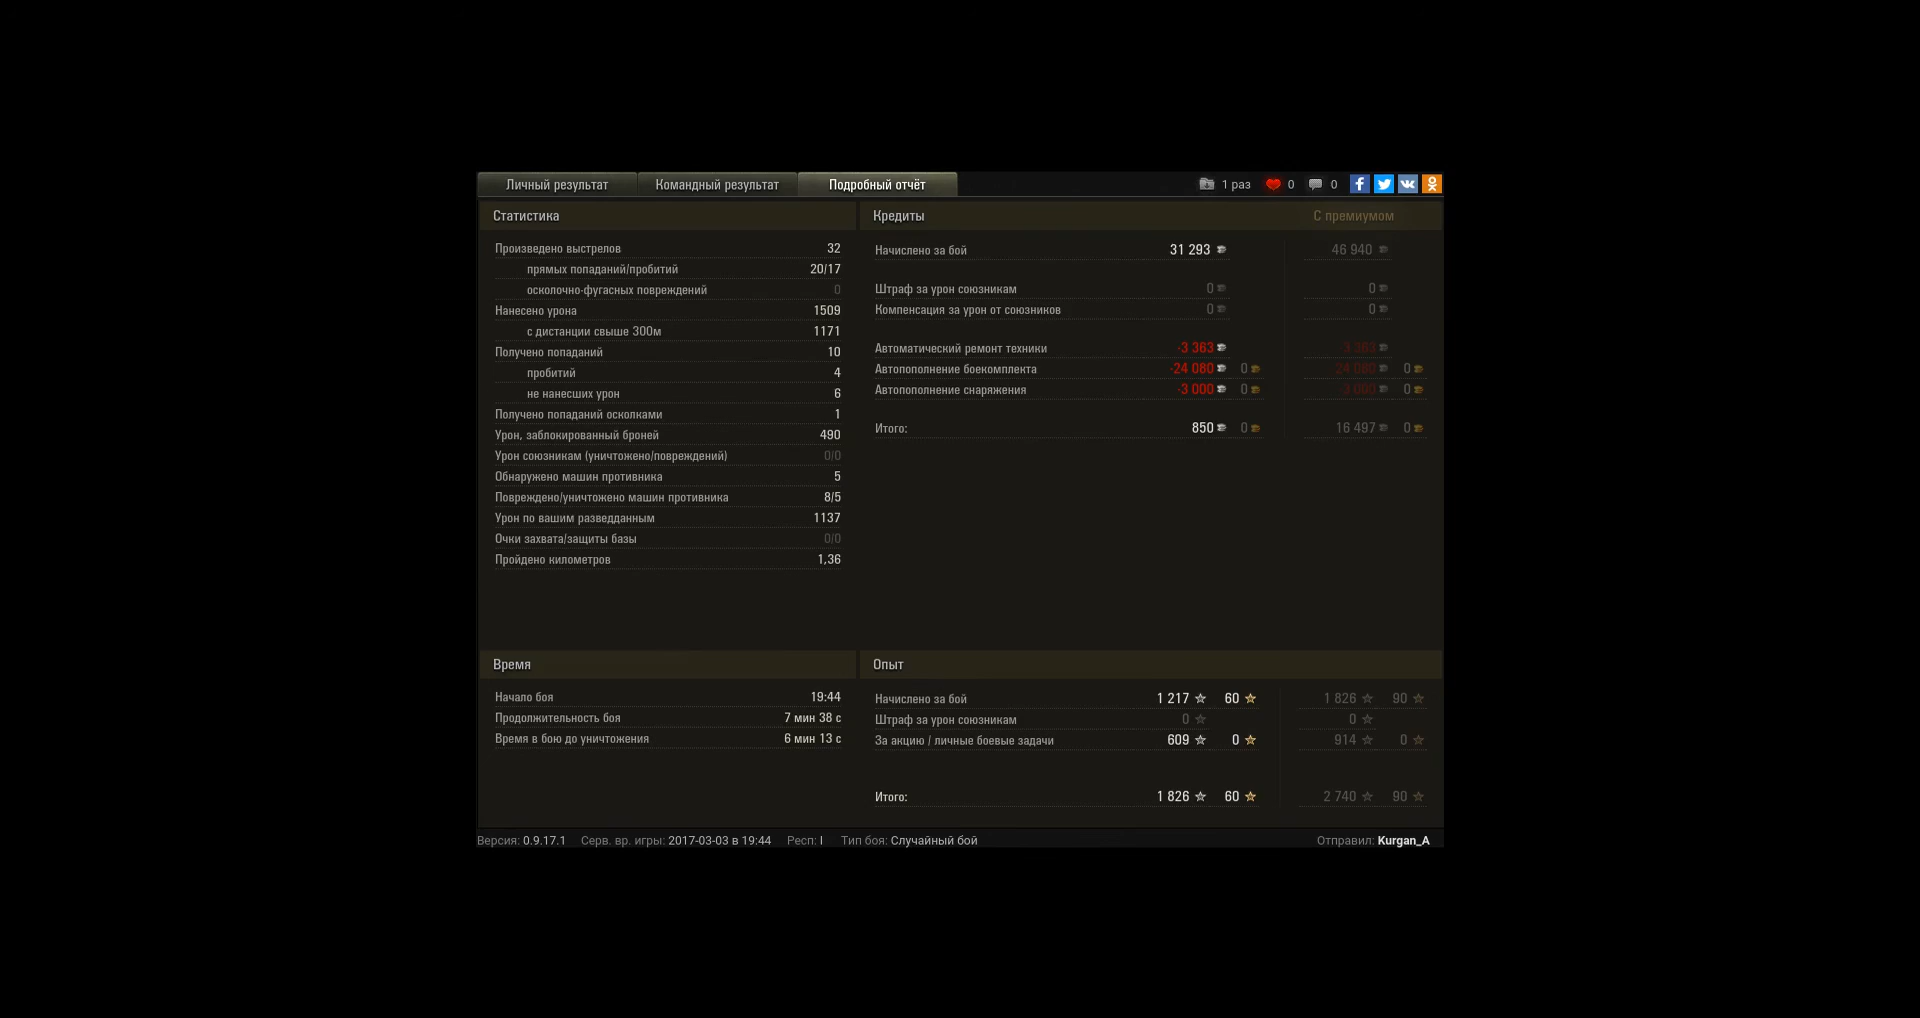 Личный результат Командный результат Подробный отчёт 1 раз 0 0
Статистика
Произведено выстрелов 32
прямых попаданий/пробитий 20/17
осколочно-фугасных повреждений 0
Нанесено урона 1509
с дистанции свыше 300м 1171
Получено попаданий 10
пробитий 4
не нанесших урон 6
Получено попаданий осколками 1
Урон, заблокированный броней 490
Урон союзникам (уничтожено/повреждений) 0/0
Обнаружено машин противника 5
Повреждено/уничтожено машин противника 8/5
Урон по вашим разведданным 1137
Очки захвата/защиты базы 0/0
Пройдено километров 1,36
Кредиты С премиумом
Начислено за бой 31 293 46 940
Штраф за урон союзникам 0 0
Компенсация за урон от союзников 0 0
Автоматический ремонт техники -3 363 -3 363
Автопополнение боекомплекта -24 080 0 -24 080 0
Автопополнение снаряжения -3 000 0 -3 000 0
Итого: 850 0 16 497 0
Время
Начало боя 19:44
Продолжительность боя 7 мин 38 с
Время в бою до уничтожения 6 мин 13 с
Опыт
Начислено за бой 1 217 60 1 826 90
Штраф за урон союзникам 0 0
За акцию / личные боевые задачи 609 0 914 0
Итого: 1 826 60 2 740 90
Версия: 0.9.17.1 Серв. вр. игры: 2017-03-03 в 19:44 Респ: I Тип боя: Случайный бой Отправил: Kurgan_A